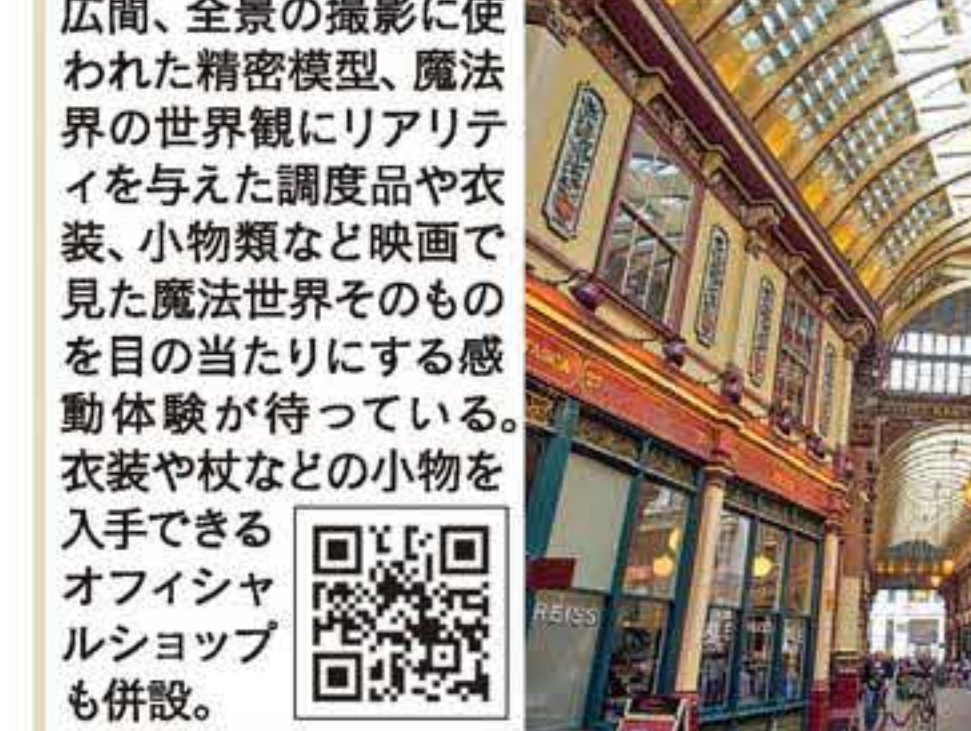 広間、全景の撮影に使
われた精密模型、魔法
界の世界観にリアリテ
ィを与えた調度品や衣
装、小物類など映画で
見た魔法世界そのもの
を目の当たりにする感
動体験が待っている。
衣装や杖などの小物を
入手できる
オフィシャ
ルショップ
も併設。
REISS